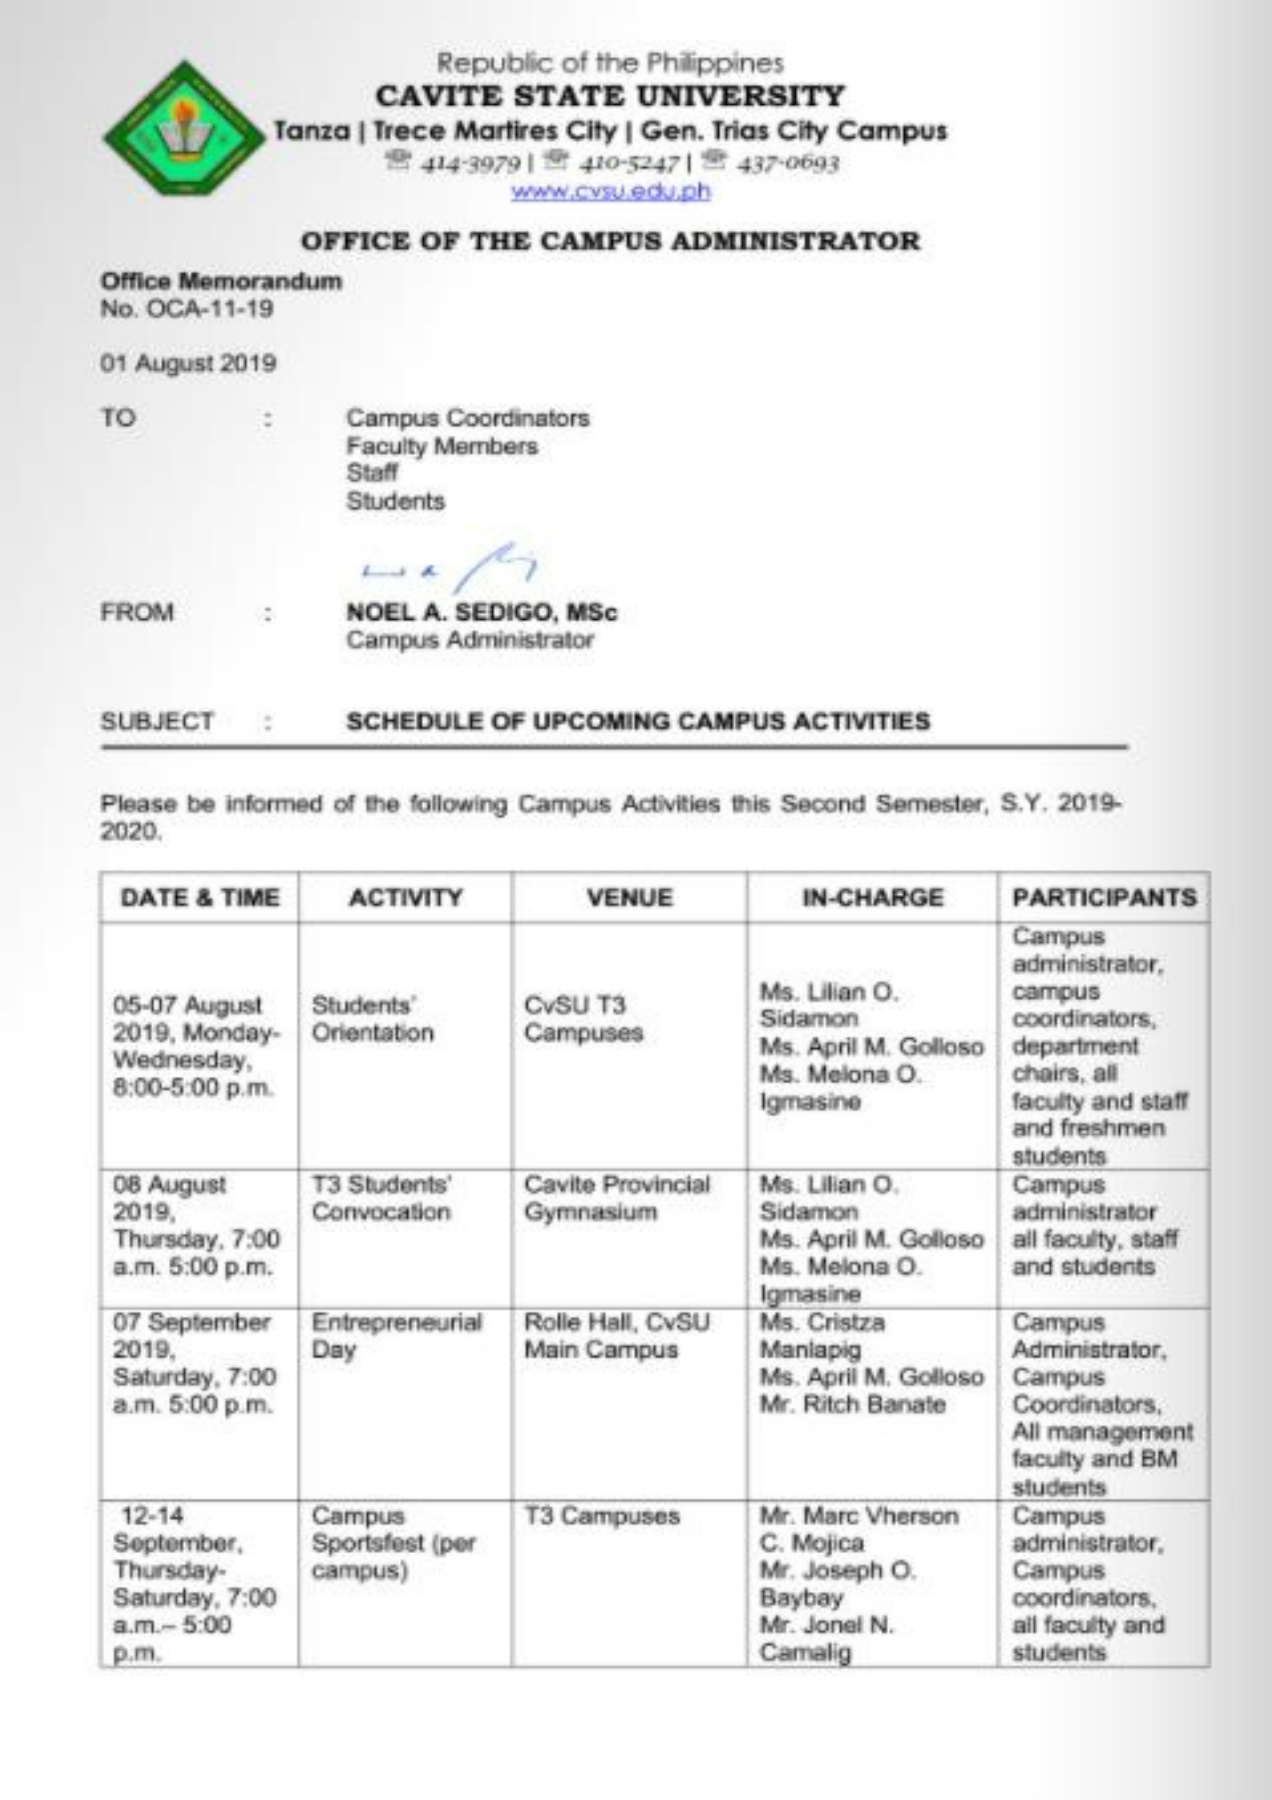 Republic of the Philippines
CAVITE STATE UNIVERSITY
Tanza | Trece Martires City | Gen. Trias City Campus
☏ 414-3979 | ☏ 410-5247 | ☏ 437-0693
www.cvsu.edu.ph
OFFICE OF THE CAMPUS ADMINISTRATOR
Office Memorandum
No. OCA-11-19
01 August 2019
TO : Campus Coordinators
Faculty Members
Staff
Students
FROM : NOEL A. SEDIGO, MSc
Campus Administrator
SUBJECT : SCHEDULE OF UPCOMING CAMPUS ACTIVITIES
Please be informed of the following Campus Activities this Second Semester, S.Y. 2019-
2020.
DATE & TIME ACTIVITY VENUE IN-CHARGE PARTICIPANTS
05-07 August
2019, Monday-
Wednesday,
8:00-5:00 p.m.
Students'
Orientation
CvSU T3
Campuses
Ms. Lilian O.
Sidamon
Ms. April M. Golloso
Ms. Melona O.
Igmasine
Campus
administrator,
campus
coordinators,
department
chairs, all
faculty and staff
and freshmen
students
08 August
2019,
Thursday, 7:00
a.m. 5:00 p.m.
T3 Students'
Convocation
Cavite Provincial
Gymnasium
Ms. Lilian O.
Sidamon
Ms. April M. Golloso
Ms. Melona O.
Igmasine
Campus
administrator
all faculty, staff
and students
07 September
2019,
Saturday, 7:00
a.m. 5:00 p.m.
Entrepreneurial
Day
Rolle Hall, CvSU
Main Campus
Ms. Cristza
Manlapig
Ms. April M. Golloso
Mr. Ritch Banate
Campus
Administrator,
Campus
Coordinators,
All management
faculty and BM
students
12-14
September,
Thursday-
Saturday, 7:00
a.m.– 5:00
p.m.
Campus
Sportsfest (per
campus)
T3 Campuses
Mr. Marc Vherson
C. Mojica
Mr. Joseph O.
Baybay
Mr. Jonel N.
Camalig
Campus
administrator,
Campus
coordinators,
all faculty and
students